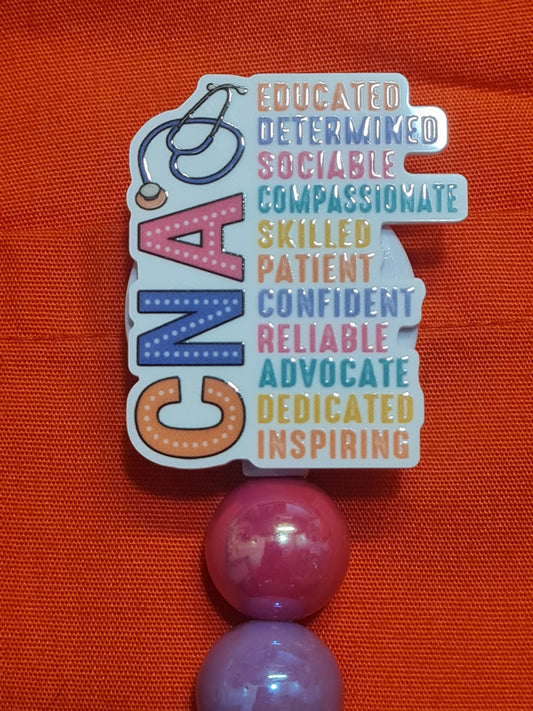 CNA
EDUCATED
DETERMINED
SOCIABLE
COMPASSIONATE
SKILLED
PATIENT
CONFIDENT
RELIABLE
ADVOCATE
DEDICATED
INSPIRING